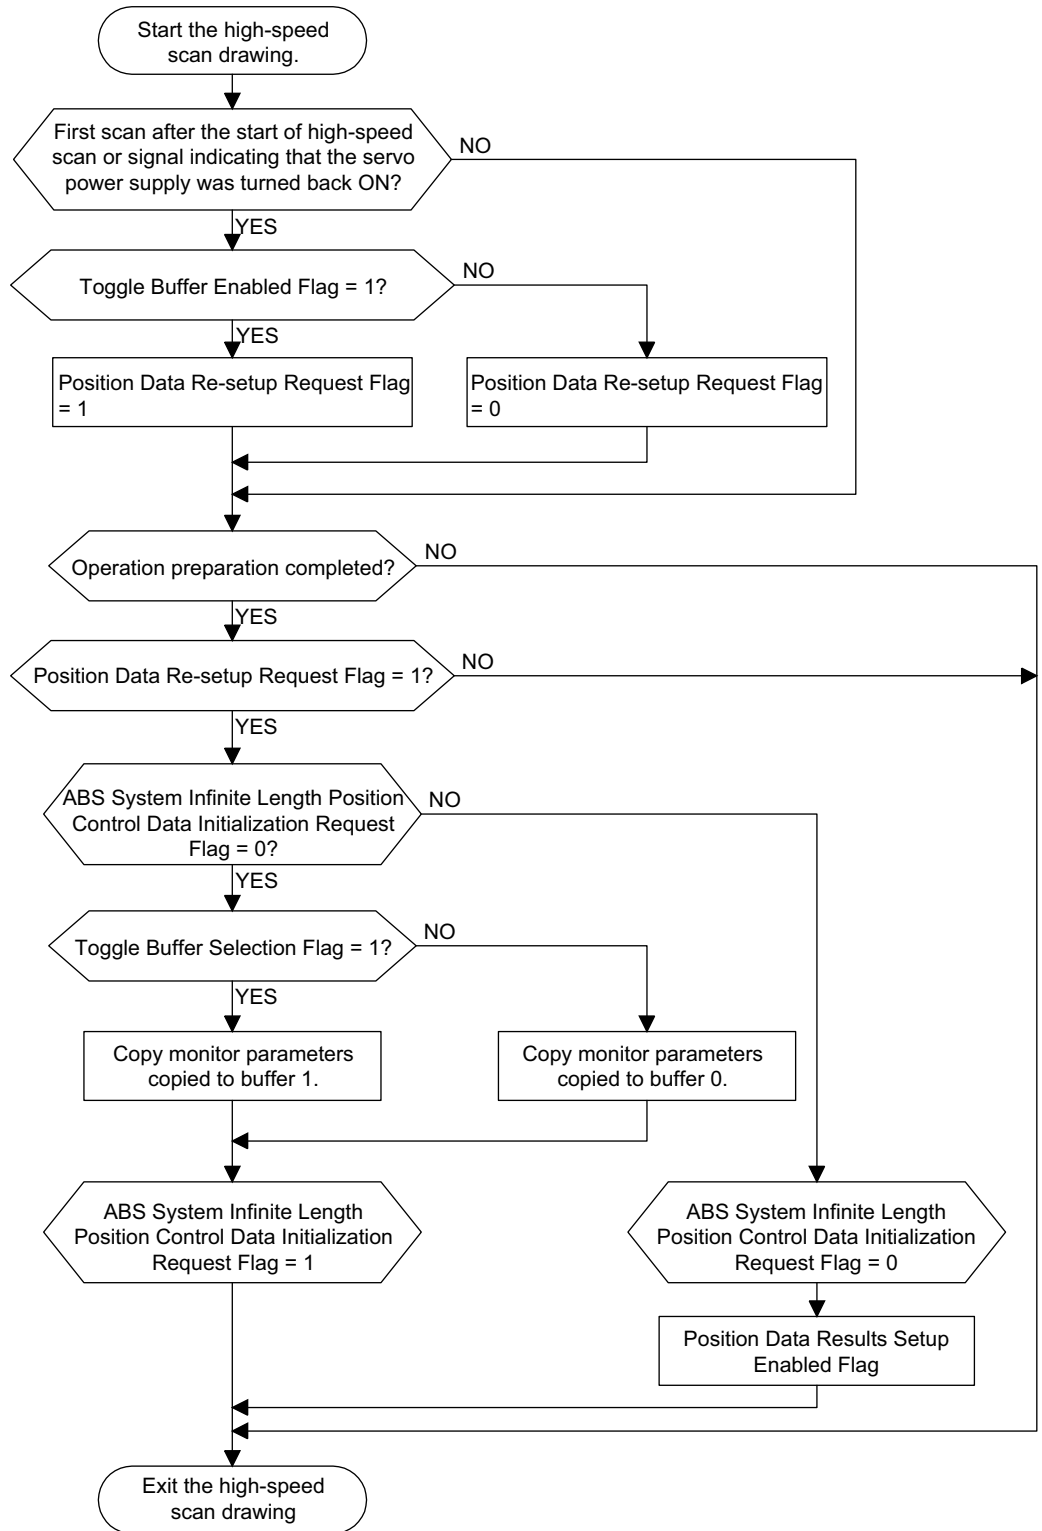 Start the high-speed
scan drawing.
First scan after the start of high-speed
scan or signal indicating that the servo
power supply was turned back ON?
NO
YES
Toggle Buffer Enabled Flag = 1?
NO
YES
Position Data Re-setup Request Flag
= 1
Position Data Re-setup Request Flag
= 0
Operation preparation completed?
NO
YES
Position Data Re-setup Request Flag = 1?
NO
YES
ABS System Infinite Length Position
Control Data Initialization Request
Flag = 0?
NO
YES
Toggle Buffer Selection Flag = 1?
NO
YES
Copy monitor parameters
copied to buffer 1.
Copy monitor parameters
copied to buffer 0.
ABS System Infinite Length
Position Control Data Initialization
Request Flag = 1
ABS System Infinite Length
Position Control Data Initialization
Request Flag = 0
Position Data Results Setup
Enabled Flag
Exit the high-speed
scan drawing